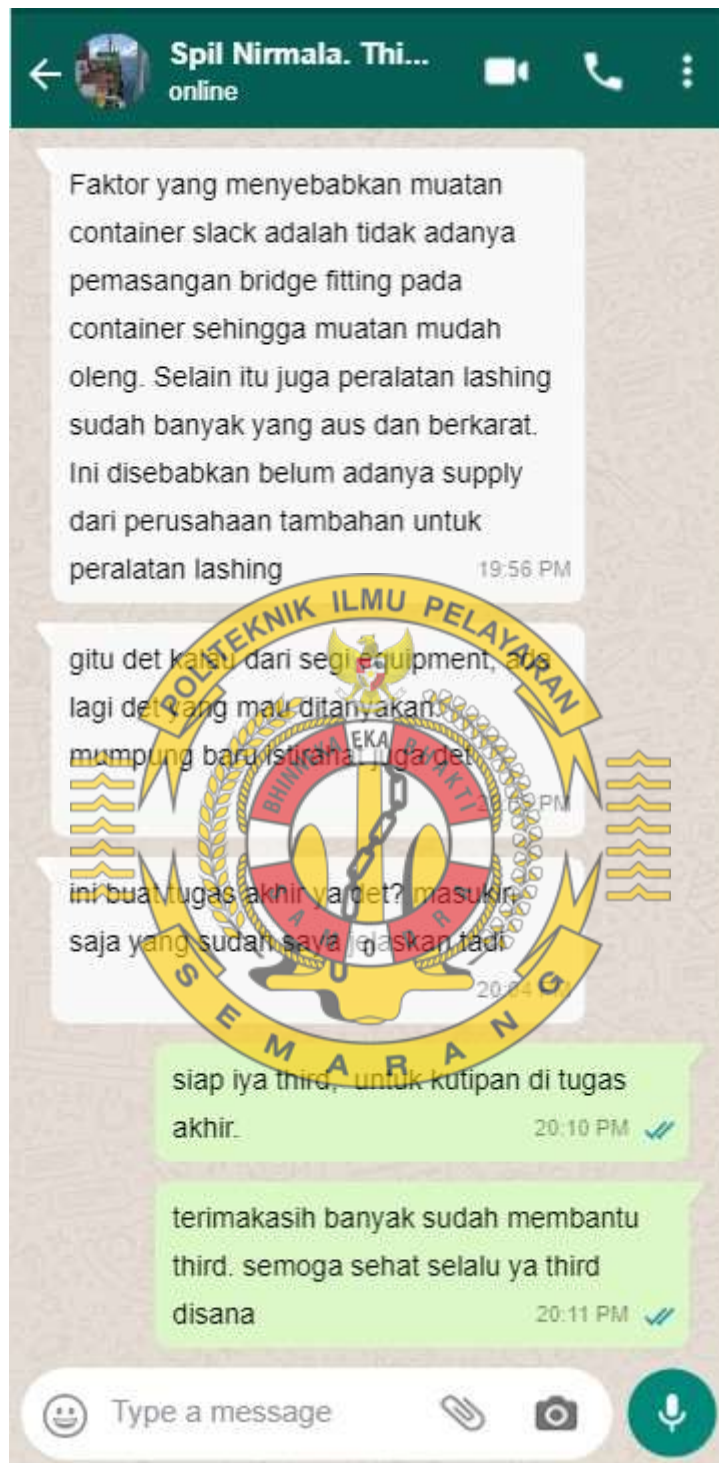 Spil Nirmala. Thi...
online
Faktor yang menyebabkan muatan
container slack adalah tidak adanya
pemasangan bridge fitting pada
container sehingga muatan mudah
oleng. Selain itu juga peralatan lashing
sudah banyak yang aus dan berkarat.
Ini disebabkan belum adanya supply
dari perusahaan tambahan untuk
peralatan lashing
19:56 PM
gitu det kalau dari segi equipment, ada
lagi det yang mau ditanyakan.
mumpung baru istirahat juga det
PM
ini buat tugas akhir ya det? masukin
saja yang sudah saya jelaskan tadi
20:04 PM
siap iya third, untuk kutipan di tugas
akhir.
20:10 PM
terimakasih banyak sudah membantu
third. semoga sehat selalu ya third
disana
20:11 PM
Type a message
POLITEKNIK ILMU PELAYARAN
BHINNEKA EKA BHAKTI
SEMARANG